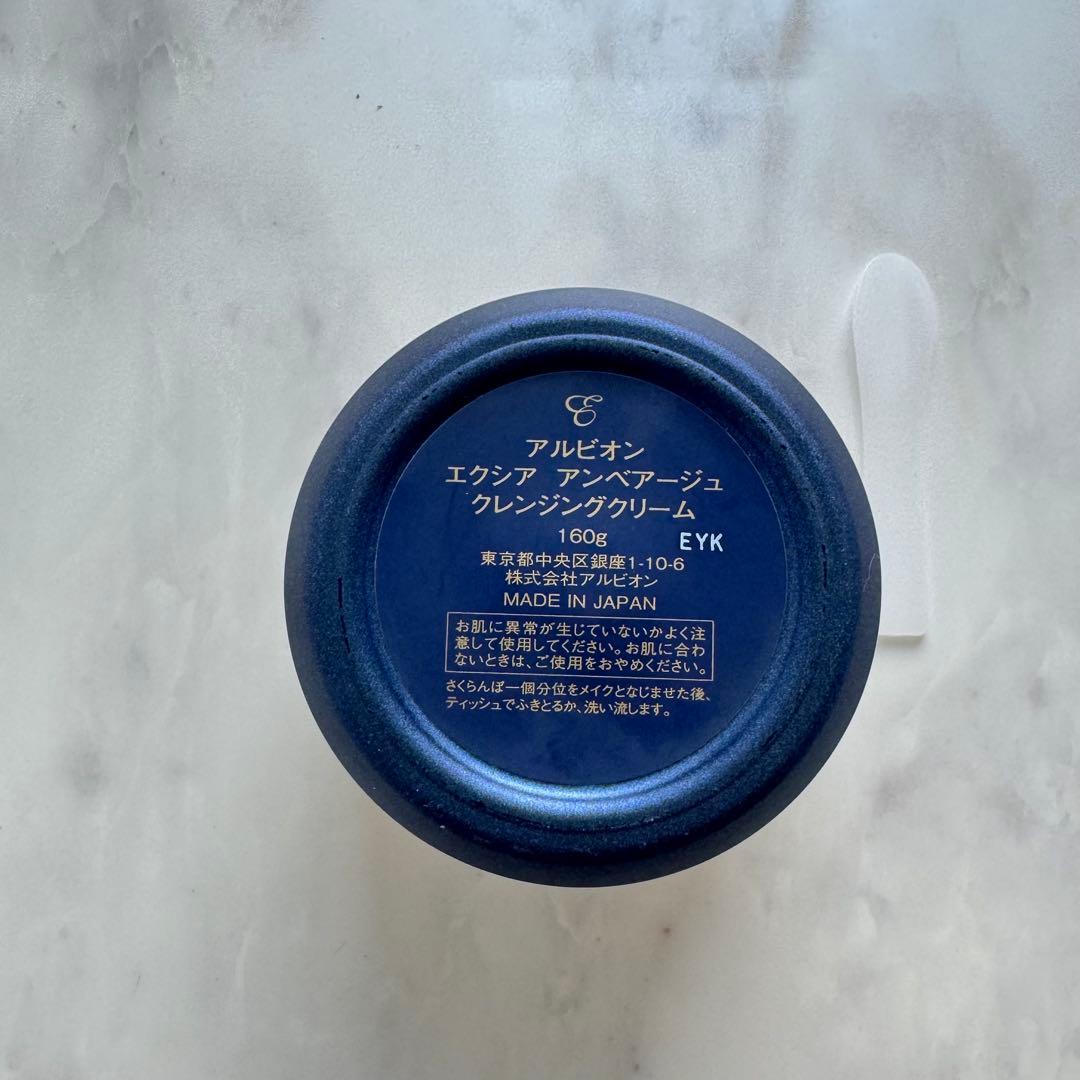 E
アルビオン
エクシア アンベアージュ
クレンジングクリーム
160g EYK
東京都中央区銀座1-10-6
株式会社アルビオン
MADE IN JAPAN
お肌に異常が生じていないかよく注
意して使用してください。お肌に合わ
ないときは、ご使用をおやめください。
さくらんぼ一個分位をメイクとなじませた後、
ティッシュでふきとるか、洗い流します。